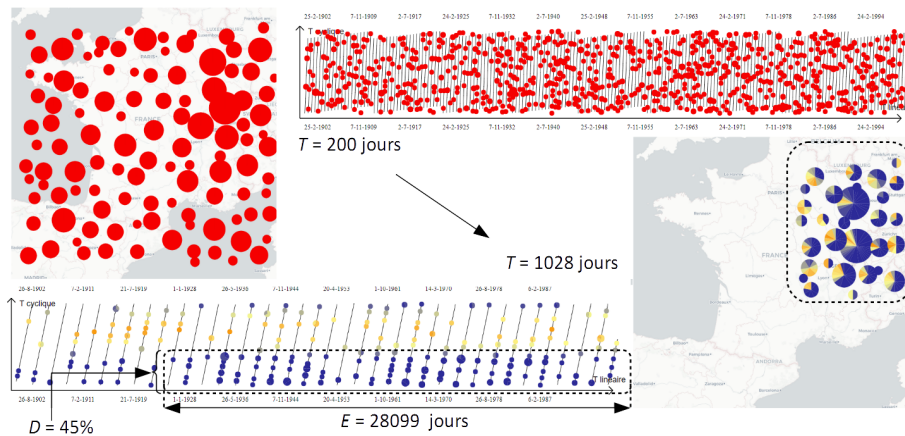 25-2-1902 7-11-1909 2-7-1917 24-2-1925 7-11-1932 2-7-1940 25-2-1948 7-11-1955 2-7-1963 24-2-1971 7-11-1978 2-7-1986 24-2-1994
T cyclique
25-2-1902 7-11-1909 2-7-1917 24-2-1925 7-11-1932 2-7-1940 25-2-1948 7-11-1955 2-7-1963 24-2-1971 7-11-1978 2-7-1986 24-2-1994
PARIS
FRANCE
T = 200 jours
LUXEMBOURG
PARIS
FRANCE
T = 1028 jours
ANDORRA
26-8-1902 7-2-1911 21-7-1919 1-1-1928 26-5-1936 7-11-1944 20-4-1953 1-10-1961 14-3-1970 26-8-1978 6-2-1987
T cyclique
T linéaire
26-8-1902 7-2-1911 21-7-1919 1-1-1928 26-5-1936 7-11-1944 20-4-1953 1-10-1961 14-3-1970 26-8-1978 6-2-1987
D = 45%
E = 28099 jours